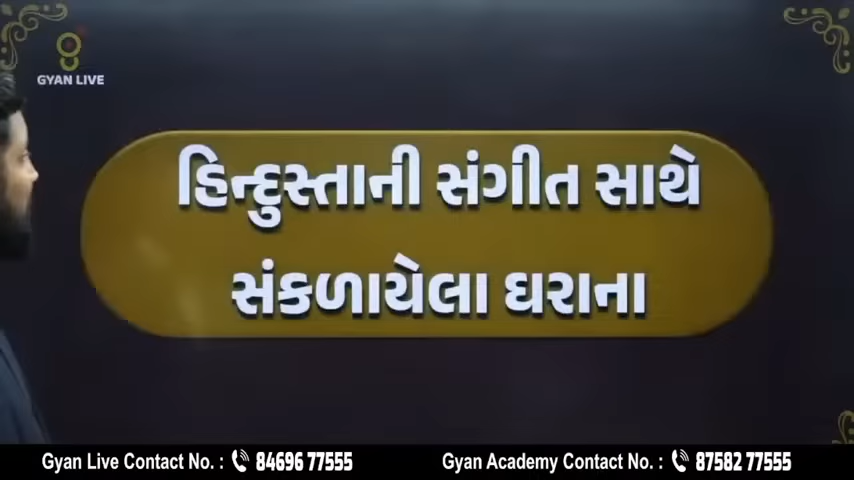 GYAN LIVE
હિન્દુસ્તાની સંગીત સાથે
સંકળાયેલા ઘરાના
Gyan Live Contact No. : 84696 77555 Gyan Academy Contact No. : 87582 77555